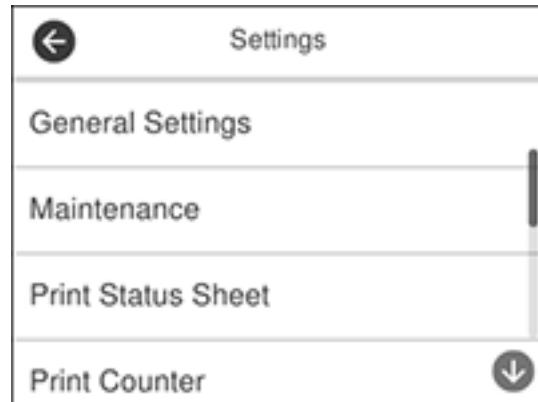 Settings
General Settings
Maintenance
Print Status Sheet
Print Counter